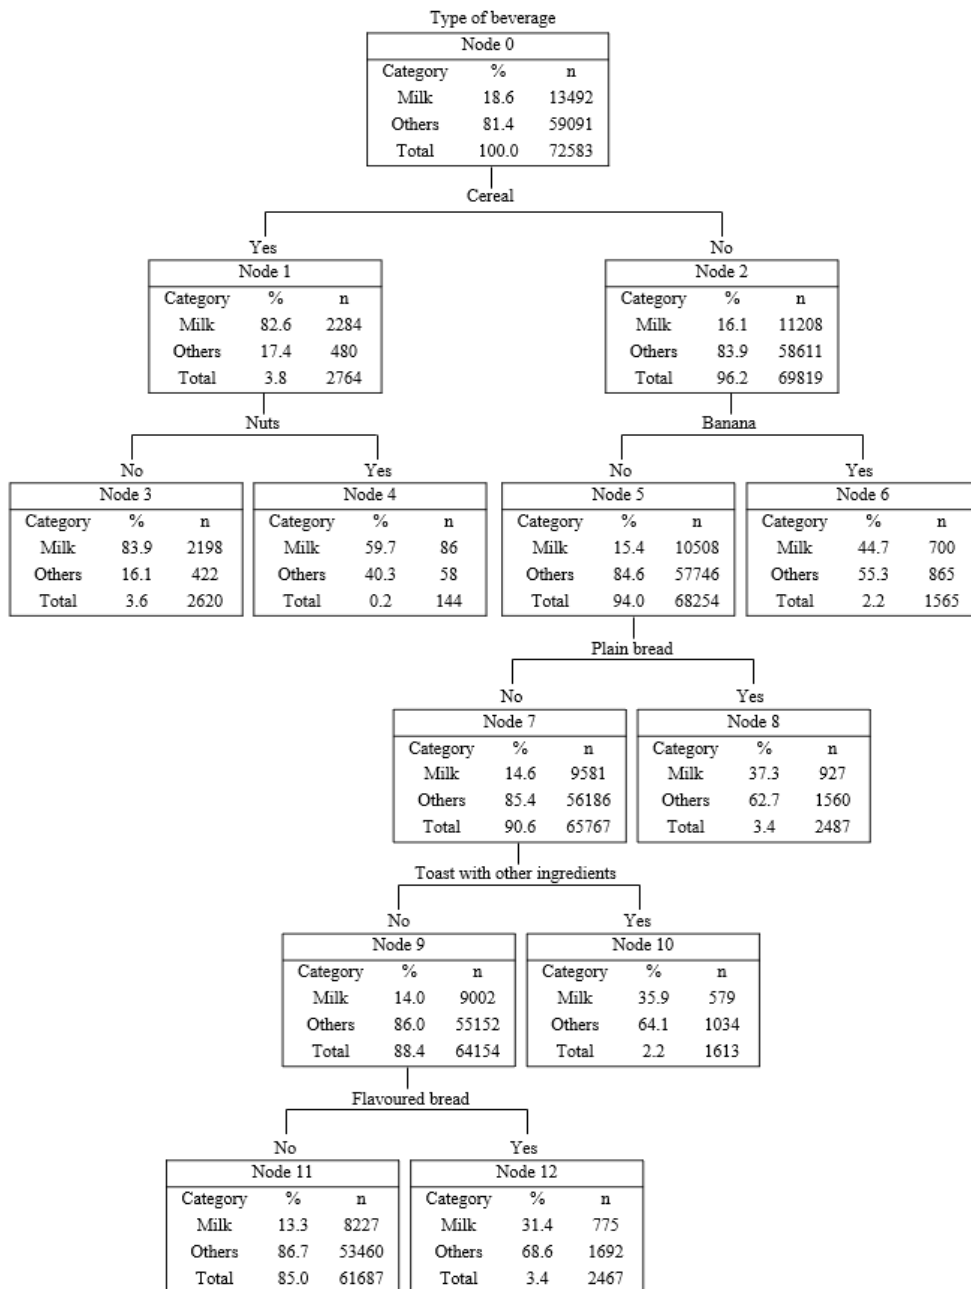 Type of beverage
Node 0
Category % n
Milk 18.6 13492
Others 81.4 59091
Total 100.0 72583
Cereal
Yes No
Node 1 Node 2
Category % n Category % n
Milk 82.6 2284 Milk 16.1 11208
Others 17.4 480 Others 83.9 58611
Total 3.8 2764 Total 96.2 69819
Nuts Banana
No Yes No Yes
Node 3 Node 4 Node 5 Node 6
Category % n Category % n Category % n Category % n
Milk 83.9 2198 Milk 59.7 86 Milk 15.4 10508 Milk 44.7 700
Others 16.1 422 Others 40.3 58 Others 84.6 57746 Others 55.3 865
Total 3.6 2620 Total 0.2 144 Total 94.0 68254 Total 2.2 1565
Plain bread
No Yes
Node 7 Node 8
Category % n Category % n
Milk 14.6 9581 Milk 37.3 927
Others 85.4 56186 Others 62.7 1560
Total 90.6 65767 Total 3.4 2487
Toast with other ingredients
No Yes
Node 9 Node 10
Category % n Category % n
Milk 14.0 9002 Milk 35.9 579
Others 86.0 55152 Others 64.1 1034
Total 88.4 64154 Total 2.2 1613
Flavoured bread
No Yes
Node 11 Node 12
Category % n Category % n
Milk 13.3 8227 Milk 31.4 775
Others 86.7 53460 Others 68.6 1692
Total 85.0 61687 Total 3.4 2467